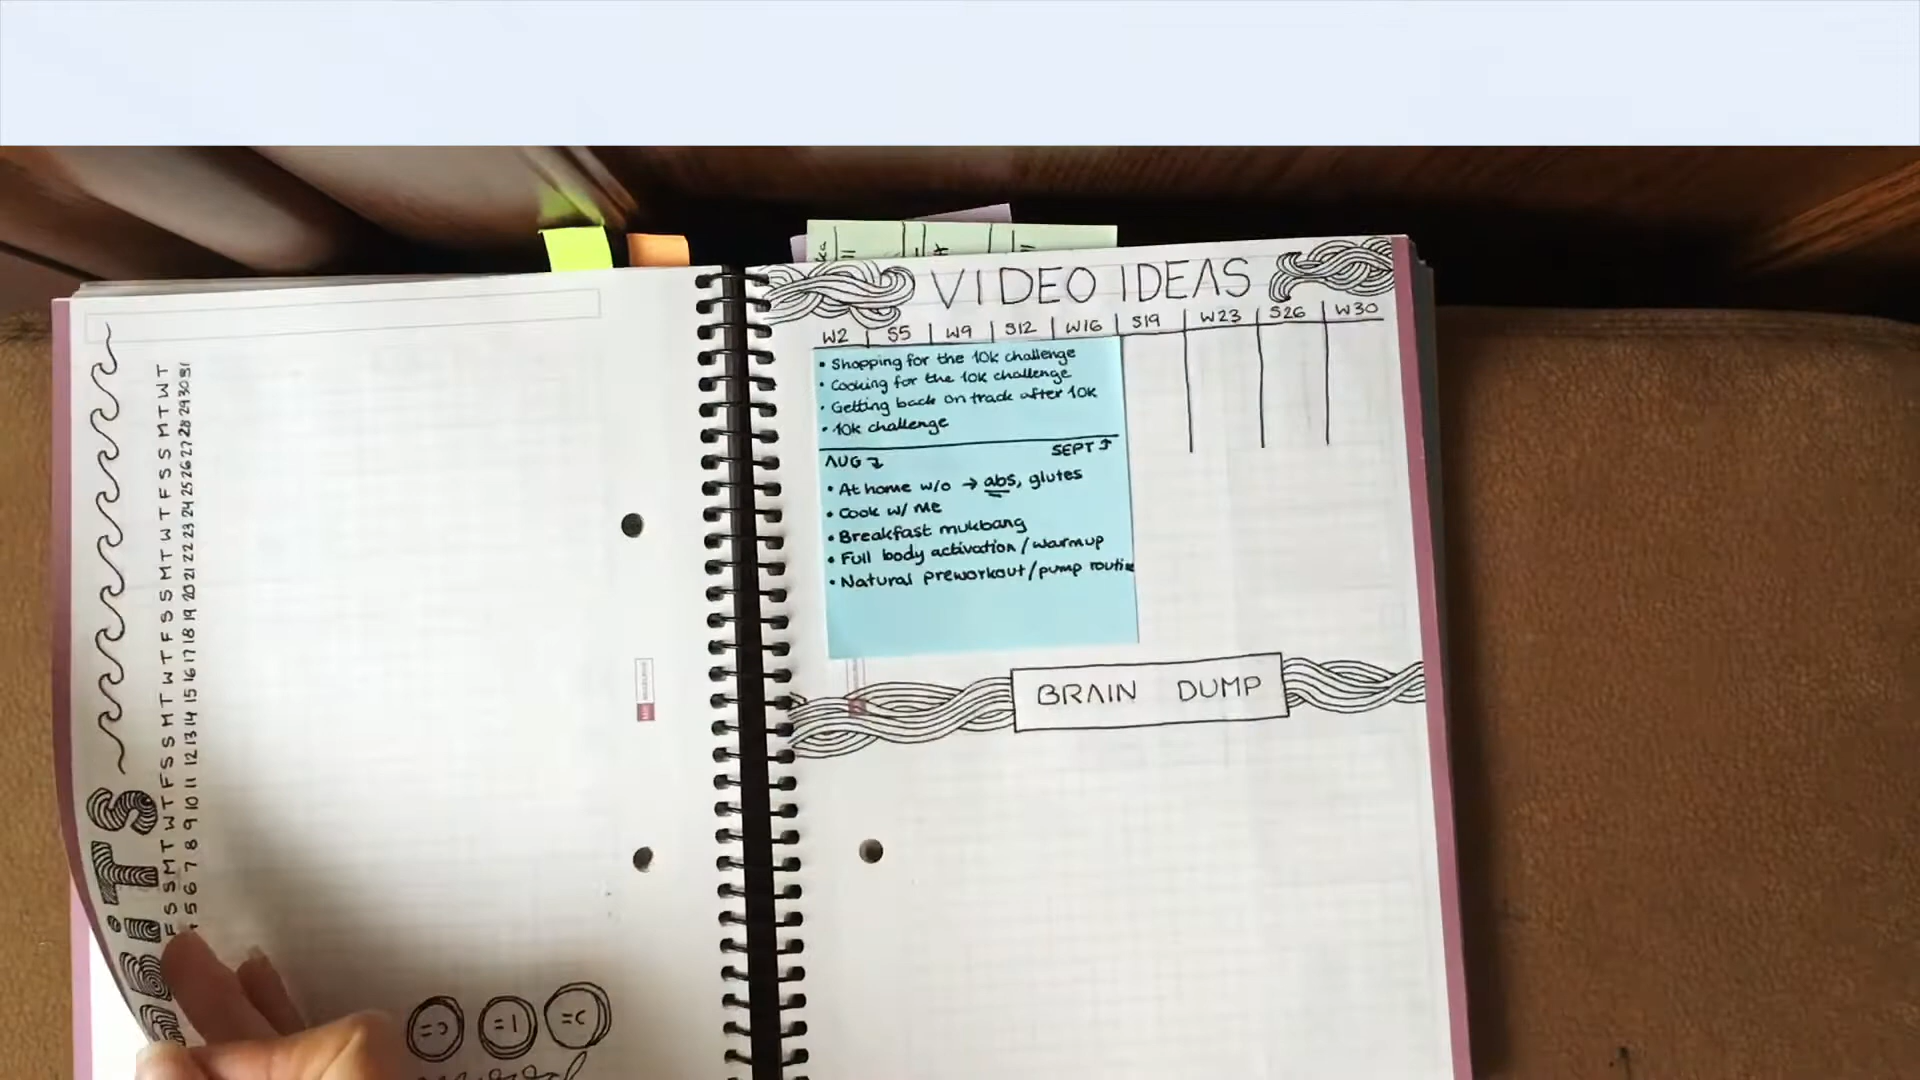 VIDEO IDEAS
W2 S5 W9 S12 W16 S19 W23 S26 W30
• Shopping for the 10k challenge
• Cooking for the 10k challenge
• Getting back on track after 10k
• 10k challenge
AUG SEPT
• At home w/o → abs, glutes
• Cook w/ me
• Breakfast mukbang
• Full body activation/warmup
• Natural preworkout/pump routine
BRAIN DUMP
BITS
F S S M T W T F S S M T W T F S S M T W T F S S M T W T
5 6 7 8 9 10 11 12 13 14 15 16 17 18 19 20 21 22 23 24 25 26 27 28 29 30 31